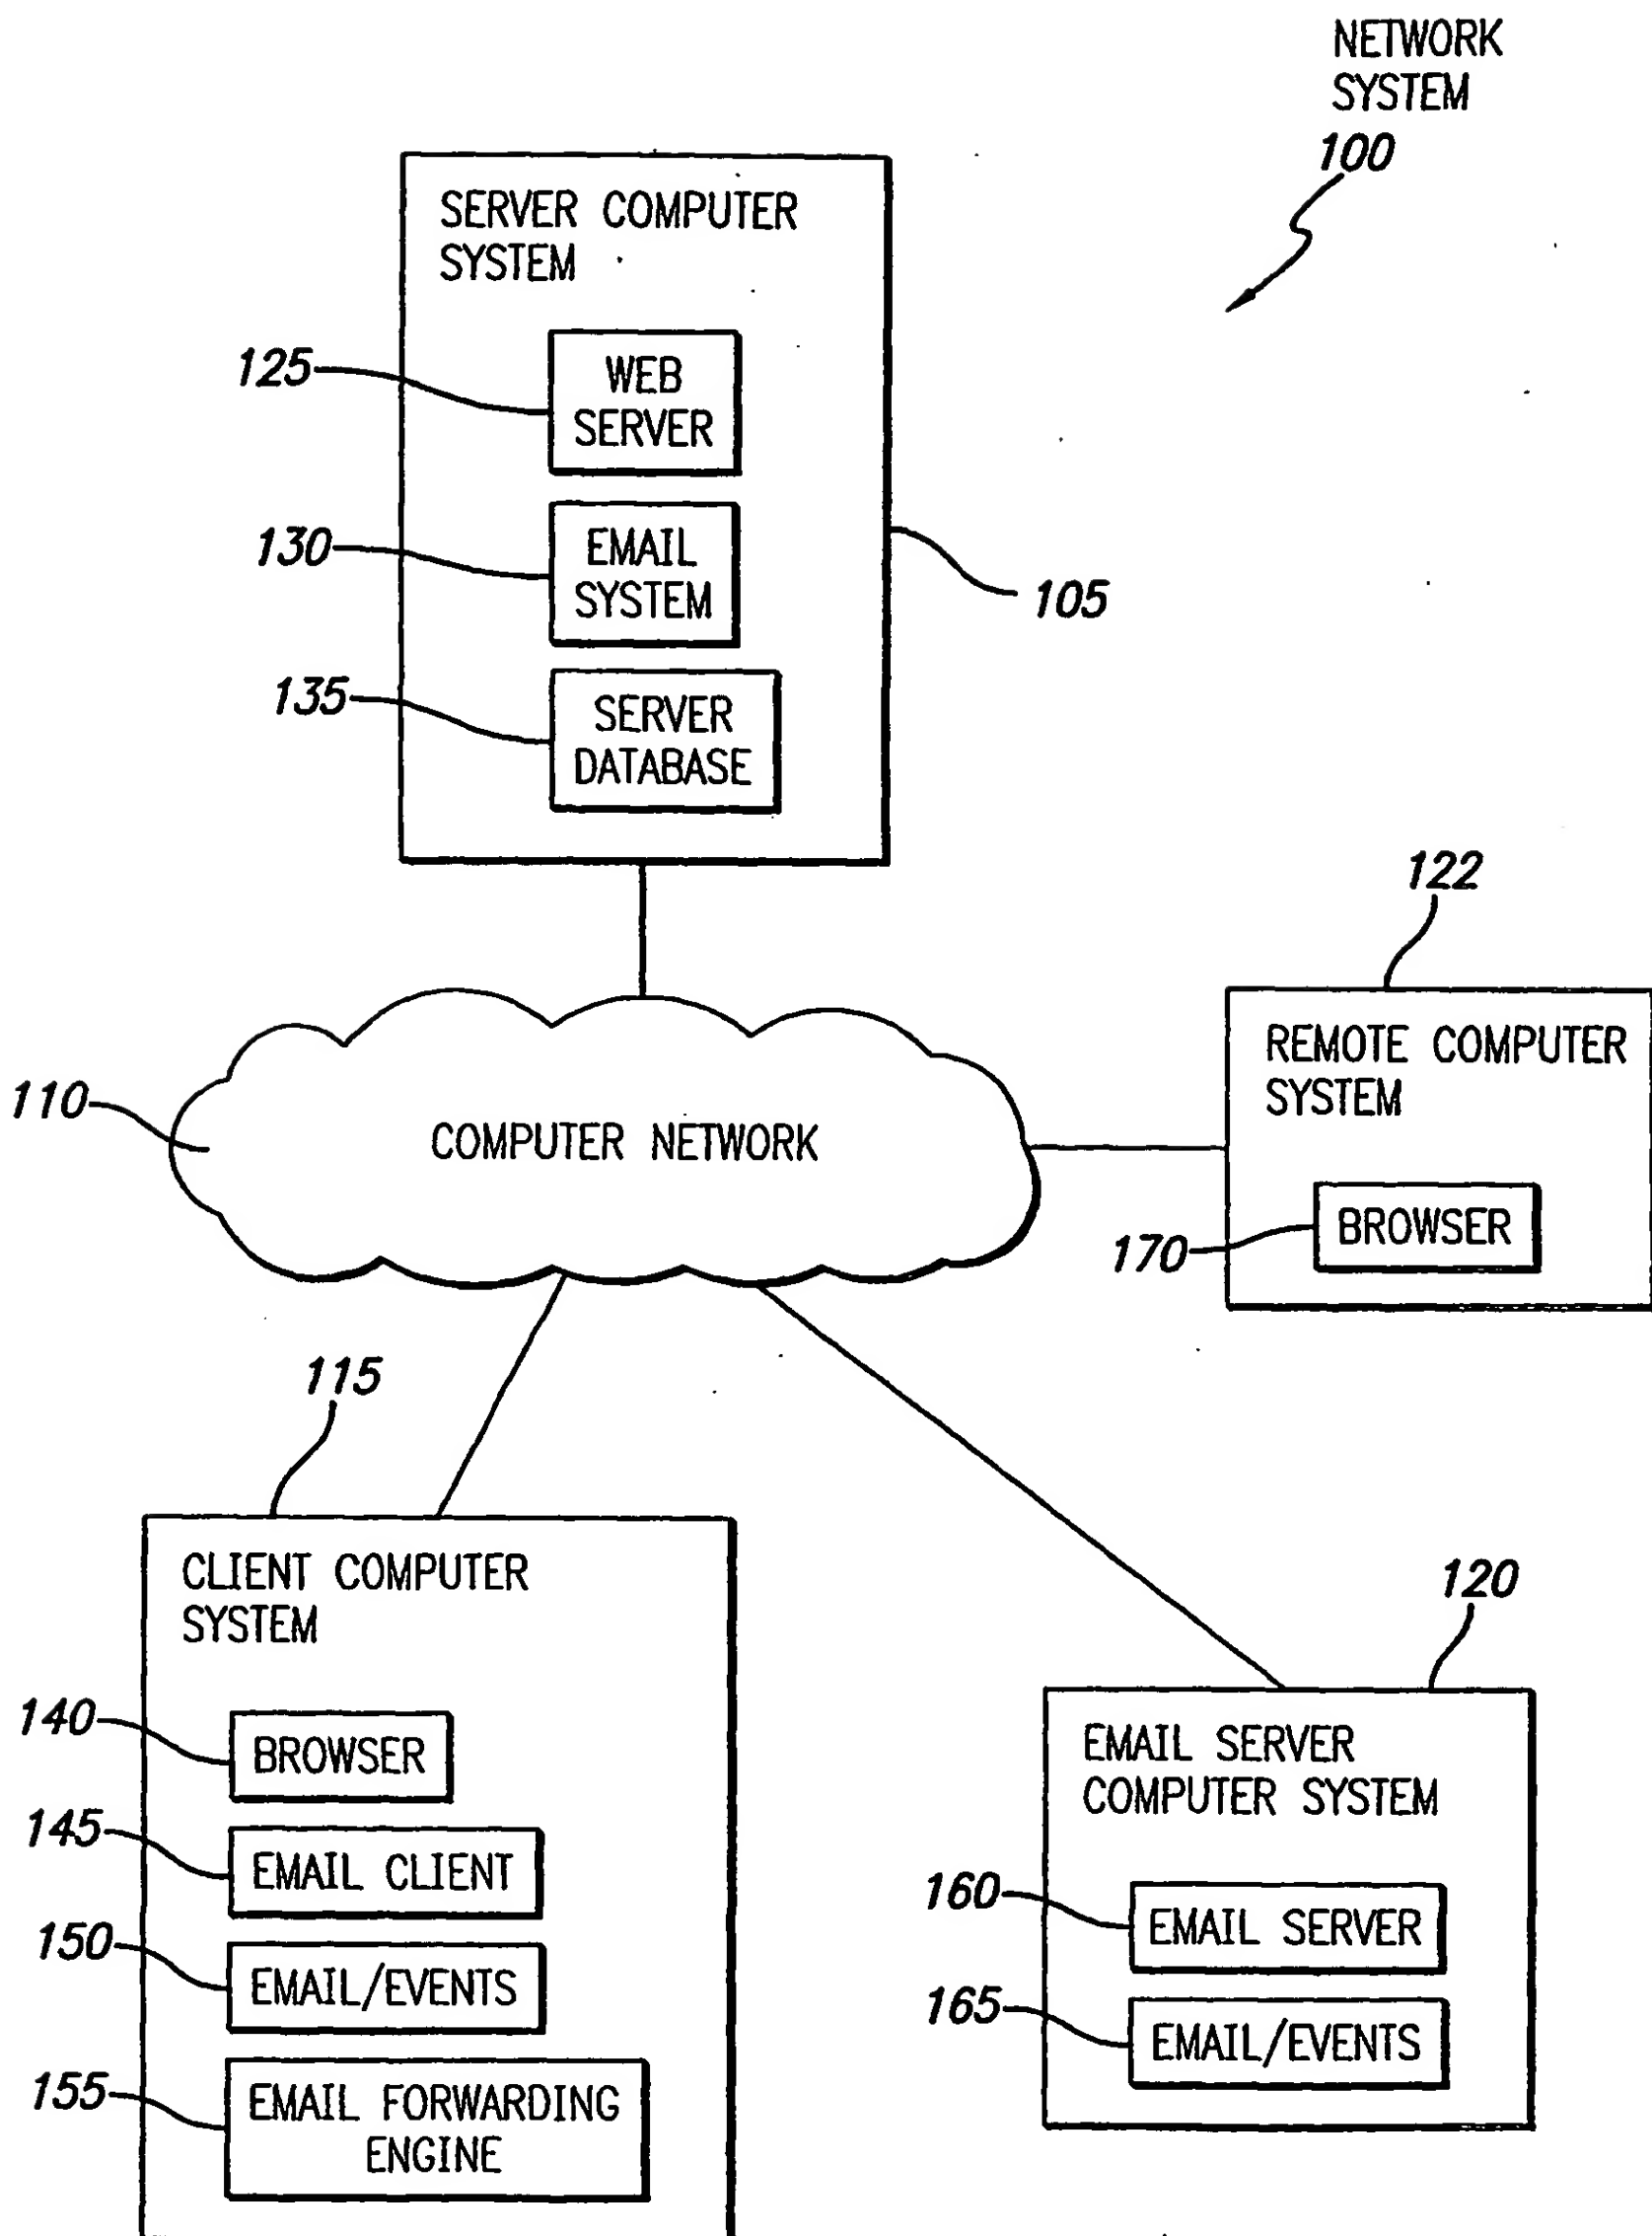 NETWORK
SYSTEM
100
SERVER COMPUTER
SYSTEM
125
WEB
SERVER
130
EMAIL
SYSTEM
105
135
SERVER
DATABASE
122
REMOTE COMPUTER
SYSTEM
110
COMPUTER NETWORK
170
BROWSER
115
CLIENT COMPUTER
SYSTEM
120
140
BROWSER
EMAIL SERVER
COMPUTER SYSTEM
145
EMAIL CLIENT
160
EMAIL SERVER
150
EMAIL/EVENTS
165
EMAIL/EVENTS
155
EMAIL FORWARDING
ENGINE